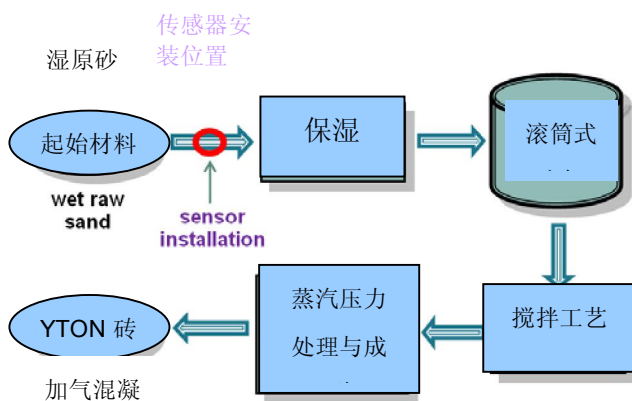 传感器安
装位置
湿原砂
起始材料
保湿
滚筒式
. .
wet raw
sand
sensor
installation
YTON 砖
蒸汽压力
处理与成
.
搅拌工艺
加气混凝